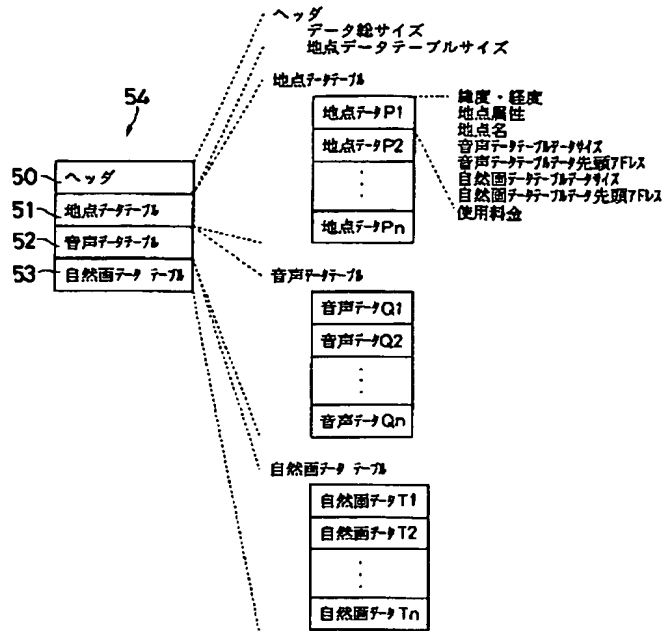 54
50
ヘッダ
51
地点データテーブル
52
音声データテーブル
53
自然画データ テーブル
ヘッダ
データ総サイズ
地点データテーブルサイズ
地点データテーブル
地点データP1
地点データP2
地点データPn
緯度・経度
地点属性
地点名
音声データテーブルデータサイズ
音声データテーブルデータ先頭アドレス
自然画データテーブルデータサイズ
自然画データテーブルデータ先頭アドレス
使用料金
音声データテーブル
音声データQ1
音声データQ2
音声データQn
自然画データ テーブル
自然画データT1
自然画データT2
自然画データTn